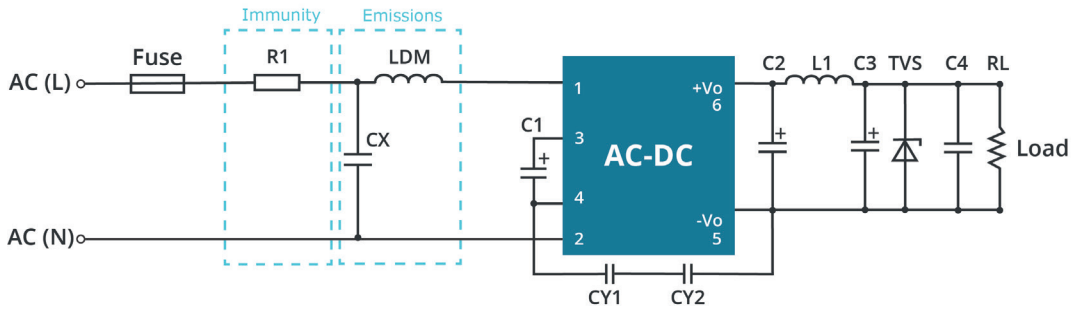 Immunity Emissions
Fuse R1 LDM C2 L1 C3 TVS C4 RL
AC (L)
1 +Vo
6
C1 + 3
CX
+ + AC-DC Load
4
-Vo
AC (N) 2 5
CY1 CY2